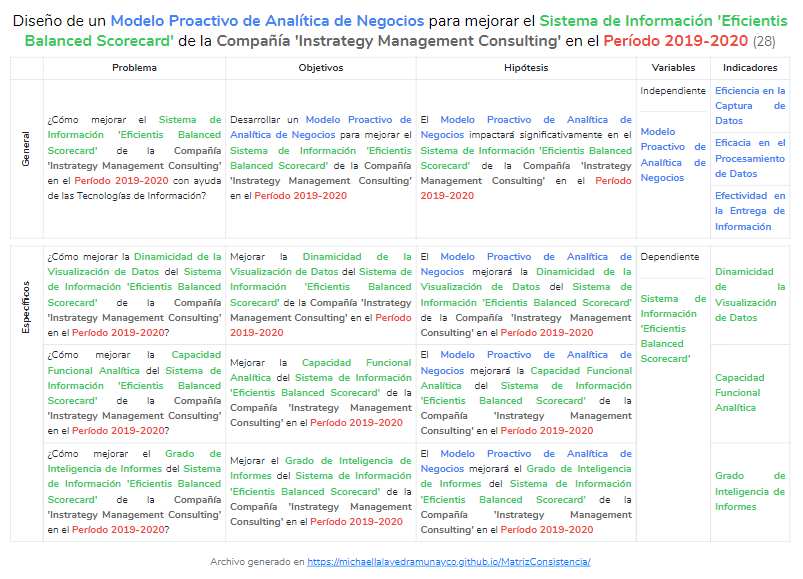 Diseño de un Modelo Proactivo de Analítica de Negocios para mejorar el Sistema de Información 'Eficientis
Balanced Scorecard' de la Compañía 'Instrategy Management Consulting' en el Período 2019-2020 (28)
Problema
Objetivos
Hipótesis
Variables
Indicadores
General
¿Cómo mejorar el Sistema de
Información 'Eficientis Balanced
Scorecard' de la Compañía
'Instrategy Management Consulting'
en el Período 2019-2020 con ayuda
de las Tecnologías de Información?
Desarrollar un Modelo Proactivo de
Analítica de Negocios para mejorar el
Sistema de Información 'Eficientis
Balanced Scorecard' de la Compañía
'Instrategy Management Consulting'
en el Período 2019-2020
El Modelo Proactivo de Analítica de
Negocios impactará significativamente en el
Sistema de Información 'Eficientis Balanced
Scorecard' de la Compañía 'Instrategy
Management Consulting' en el Período
2019-2020
Independiente
Modelo
Proactivo de
Analítica de
Negocios
Eficiencia en la
Captura de
Datos
Eficacia en el
Procesamiento
de Datos
Efectividad en
la Entrega de
Información
Específicos
¿Cómo mejorar la Dinamicidad de la
Visualización de Datos del Sistema
de Información 'Eficientis Balanced
Scorecard' de la Compañía
'Instrategy Management Consulting'
en el Período 2019-2020?
Mejorar la Dinamicidad de la
Visualización de Datos del Sistema de
Información 'Eficientis Balanced
Scorecard' de la Compañía 'Instrategy
Management Consulting' en el Período
2019-2020
El Modelo Proactivo de Analítica de
Negocios mejorará la Dinamicidad de la
Visualización de Datos del Sistema de
Información 'Eficientis Balanced Scorecard'
de la Compañía 'Instrategy Management
Consulting' en el Período 2019-2020
Dependiente
Sistema de
Información
'Eficientis
Balanced
Scorecard'
Dinamicidad
de la
Visualización
de Datos
¿Cómo mejorar la Capacidad
Funcional Analítica del Sistema de
Información 'Eficientis Balanced
Scorecard' de la Compañía
'Instrategy Management Consulting'
en el Período 2019-2020?
Mejorar la Capacidad Funcional
Analítica del Sistema de Información
'Eficientis Balanced Scorecard' de la
Compañía 'Instrategy Management
Consulting' en el Período 2019-2020
El Modelo Proactivo de Analítica de
Negocios mejorará la Capacidad Funcional
Analítica del Sistema de Información
'Eficientis Balanced Scorecard' de la
Compañía 'Instrategy Management
Consulting' en el Período 2019-2020
Capacidad
Funcional
Analítica
¿Cómo mejorar el Grado de
Inteligencia de Informes del Sistema
de Información 'Eficientis Balanced
Scorecard' de la Compañía
'Instrategy Management Consulting'
en el Período 2019-2020?
Mejorar el Grado de Inteligencia de
Informes del Sistema de Información
'Eficientis Balanced Scorecard' de la
Compañía 'Instrategy Management
Consulting' en el Período 2019-2020
El Modelo Proactivo de Analítica de
Negocios mejorará el Grado de Inteligencia
de Informes del Sistema de Información
'Eficientis Balanced Scorecard' de la
Compañía 'Instrategy Management
Consulting' en el Período 2019-2020
Grado de
Inteligencia de
Informes
Archivo generado en https://michaellalavedramunayco.github.io/MatrizConsistencia/